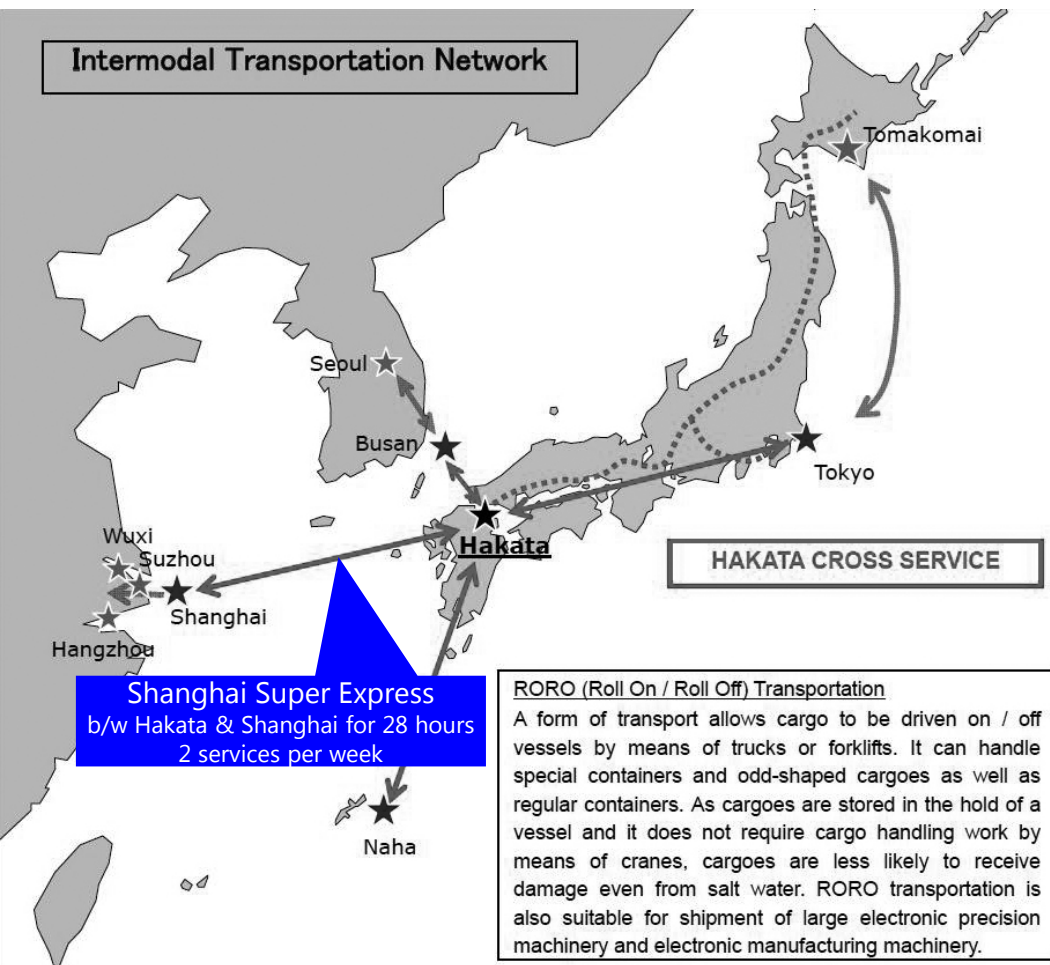 Intermodal Transportation Network
Tomakomai
Seoul
Busan
Tokyo
Hakata
Wuxi
Suzhou
Shanghai
Hangzhou
HAKATA CROSS SERVICE
Shanghai Super Express
b/w Hakata & Shanghai for 28 hours
2 services per week
Naha
RORO (Roll On / Roll Off) Transportation
A form of transport allows cargo to be driven on / off
vessels by means of trucks or forklifts. It can handle
special containers and odd-shaped cargoes as well as
regular containers. As cargoes are stored in the hold of a
vessel and it does not require cargo handling work by
means of cranes, cargoes are less likely to receive
damage even from salt water. RORO transportation is
also suitable for shipment of large electronic precision
machinery and electronic manufacturing machinery.